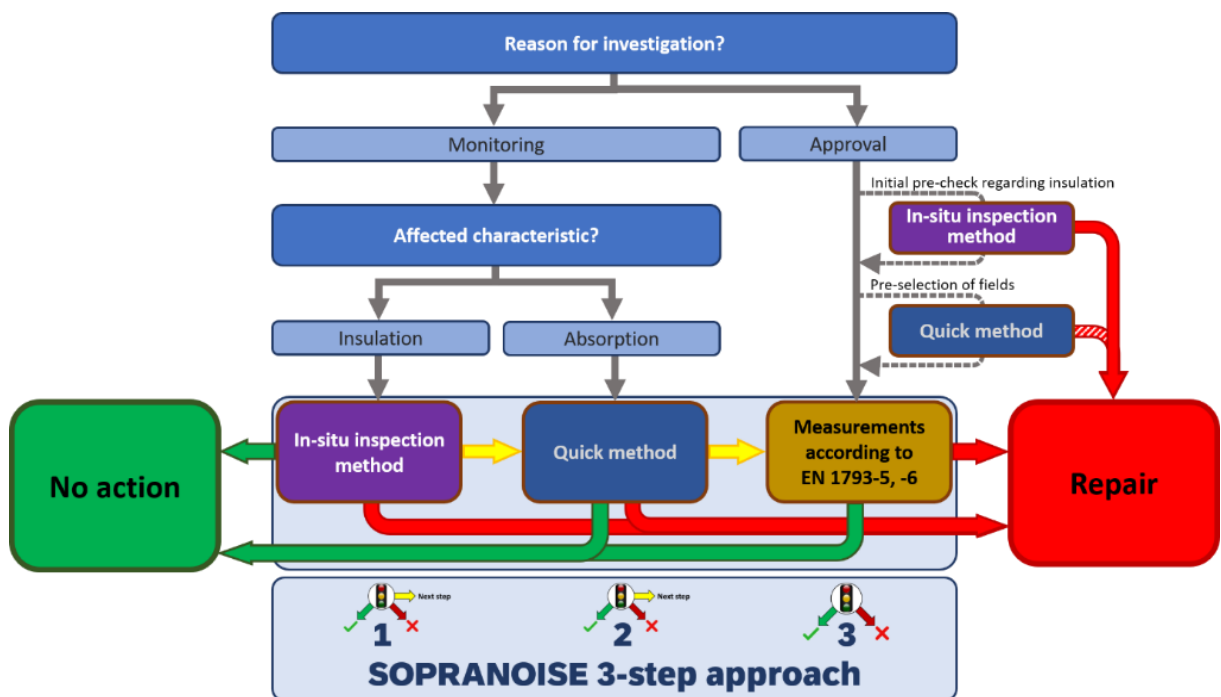 Reason for investigation?
Monitoring
Approval
Initial pre-check regarding insulation
In-situ inspection
method
Affected characteristic?
Pre-selection of fields
Quick method
Insulation
Absorption
No action
In-situ inspection
method
Quick method
Measurements
according to
EN 1793-5, -6
Repair
Next step
Next step
1
2
3
SOPRANOISE 3-step approach